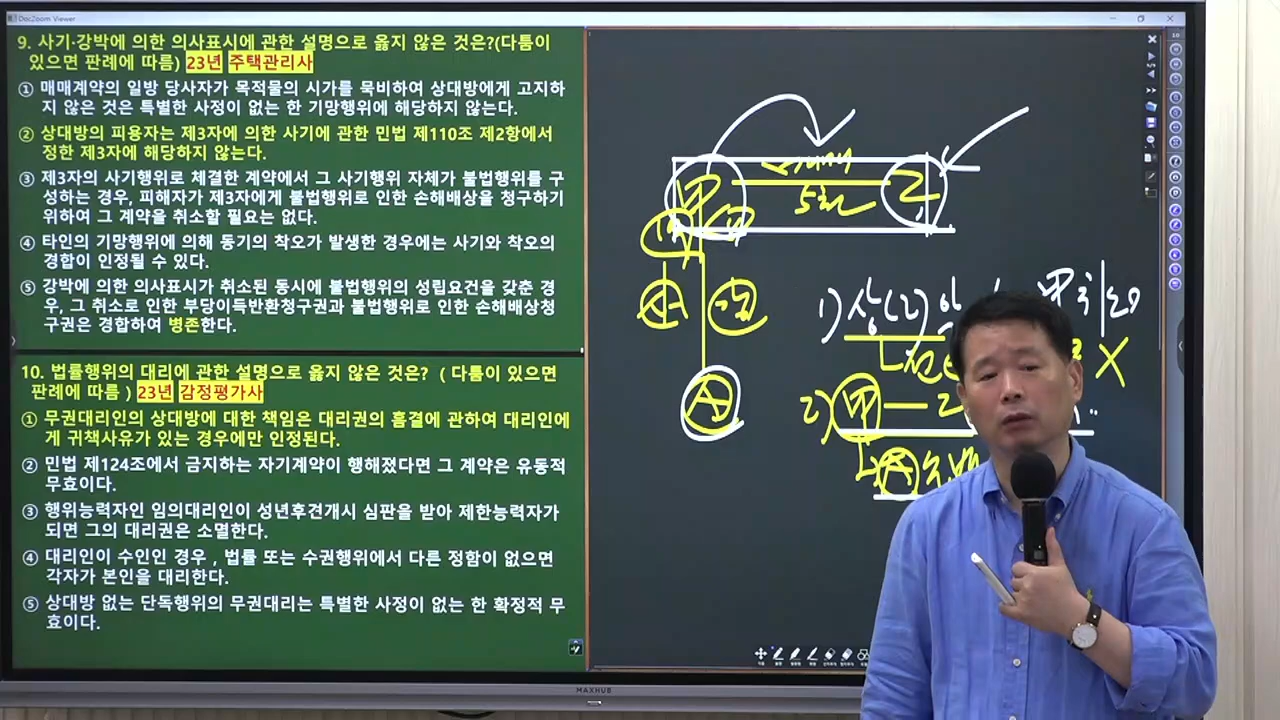 DocZoom Viewer
9. 사기·강박에 의한 의사표시에 관한 설명으로 옳지 않은 것은?(다툼이
있으면 판례에 따름) 23년 주택관리사
① 매매계약의 일방 당사자가 목적물의 시가를 묵비하여 상대방에게 고지하
지 않은 것은 특별한 사정이 없는 한 기망행위에 해당하지 않는다.
② 상대방의 피용자는 제3자에 의한 사기에 관한 민법 제110조 제2항에서
정한 제3자에 해당하지 않는다.
③ 제3자의 사기행위로 체결한 계약에서 그 사기행위 자체가 불법행위를 구
성하는 경우, 피해자가 제3자에게 불법행위로 인한 손해배상을 청구하기
위하여 그 계약을 취소할 필요는 없다.
④ 타인의 기망행위에 의해 동기의 착오가 발생한 경우에는 사기와 착오의
경합이 인정될 수 있다.
⑤ 강박에 의한 의사표시가 취소된 동시에 불법행위의 성립요건을 갖춘 경
우, 그 취소로 인한 부당이득반환청구권과 불법행위로 인한 손해배상청
구권은 경합하여 병존한다.
10. 법률행위의 대리에 관한 설명으로 옳지 않은 것은? ( 다툼이 있으면
판례에 따름 ) 23년 감정평가사
① 무권대리인의 상대방에 대한 책임은 대리권의 흠결에 관하여 대리인에
게 귀책사유가 있는 경우에만 인정된다.
② 민법 제124조에서 금지하는 자기계약이 행해졌다면 그 계약은 유동적
무효이다.
③ 행위능력자인 임의대리인이 성년후견개시 심판을 받아 제한능력자가
되면 그의 대리권은 소멸한다.
④ 대리인이 수인인 경우 , 법률 또는 수권행위에서 다른 정함이 없으면
각자가 본인을 대리한다.
⑤ 상대방 없는 단독행위의 무권대리는 특별한 사정이 없는 한 확정적 무
효이다.
甲
乙
5억
A
1) 상(乙) 알
甲 취
X
2) 甲 — 乙
A
MAXHUB